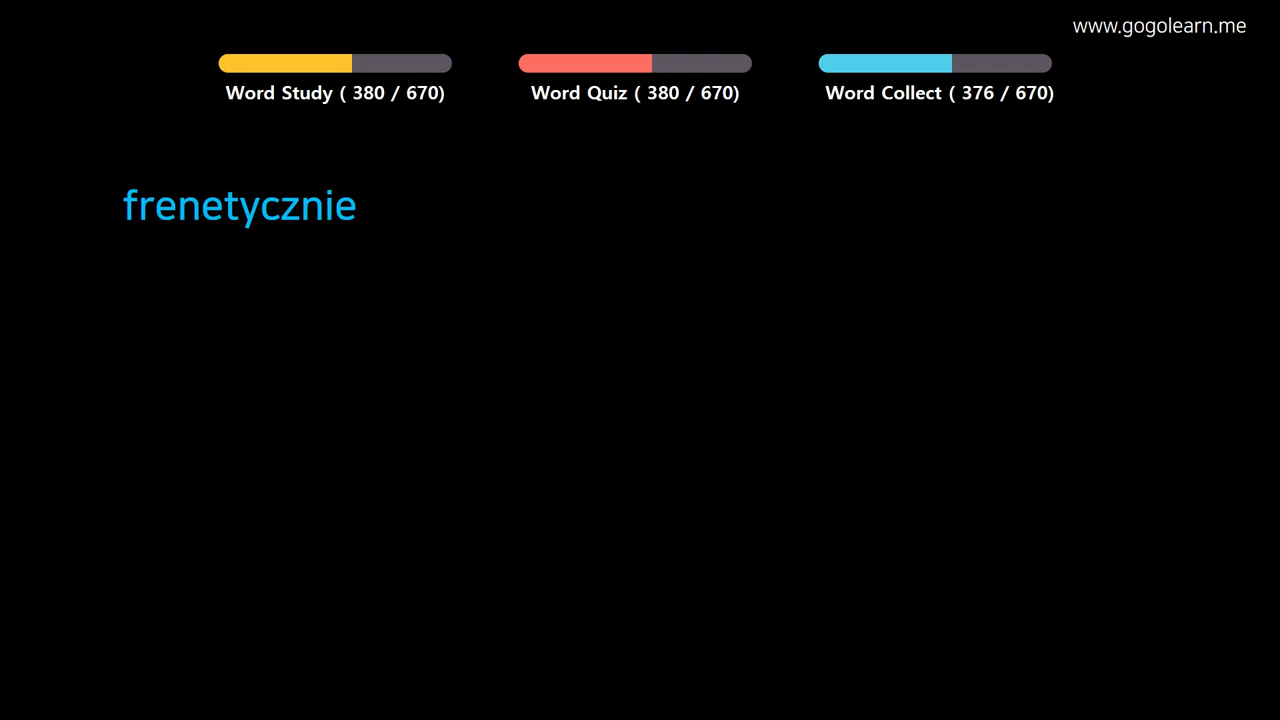 www.gogolearn.me
Word Study ( 380 / 670)
Word Quiz ( 380 / 670)
Word Collect ( 376 / 670)
frenetycznie